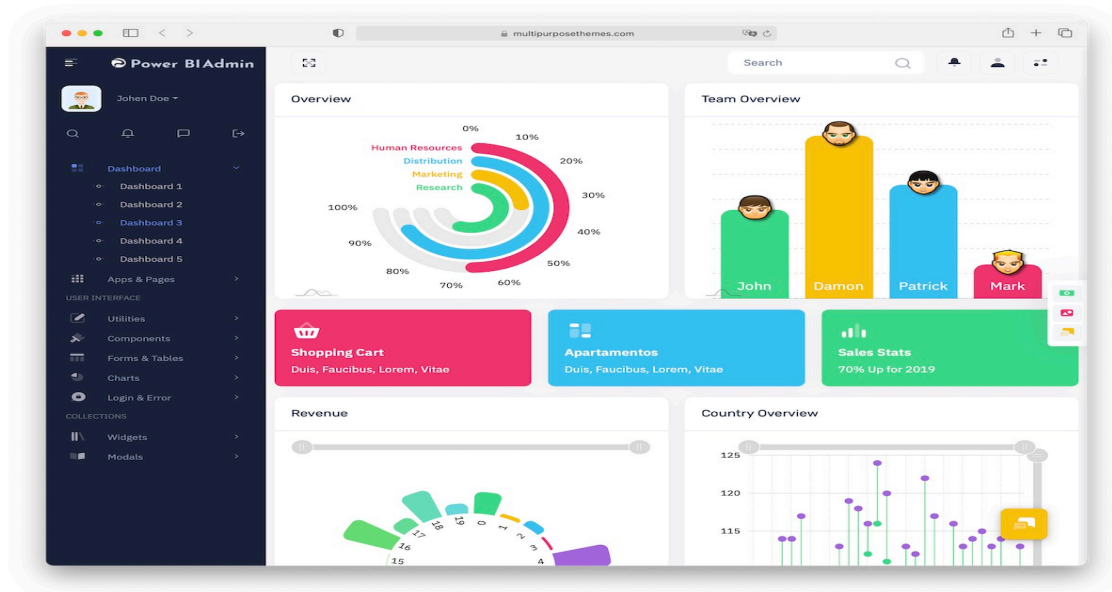 multipurposethemes.com
Power BIAdmin
Search
Johen Doe
Dashboard
Dashboard 1
Dashboard 2
Dashboard 3
Dashboard 4
Dashboard 5
Apps & Pages
USER INTERFACE
Utilities
Components
Forms & Tables
Charts
Login & Error
COLLECTIONS
Widgets
Modals
Overview
Human Resources
Distribution
Marketing
Research
0%
10%
20%
30%
40%
50%
60%
70%
80%
90%
100%
Team Overview
John Damon Patrick Mark
Shopping Cart
Duis, Faucibus, Lorem, Vitae
Apartamentos
Duis, Faucibus, Lorem, Vitae
Sales Stats
70% Up for 2019
Revenue
15
16
17
18
19
0
1
2
3
4
Country Overview
125
120
115